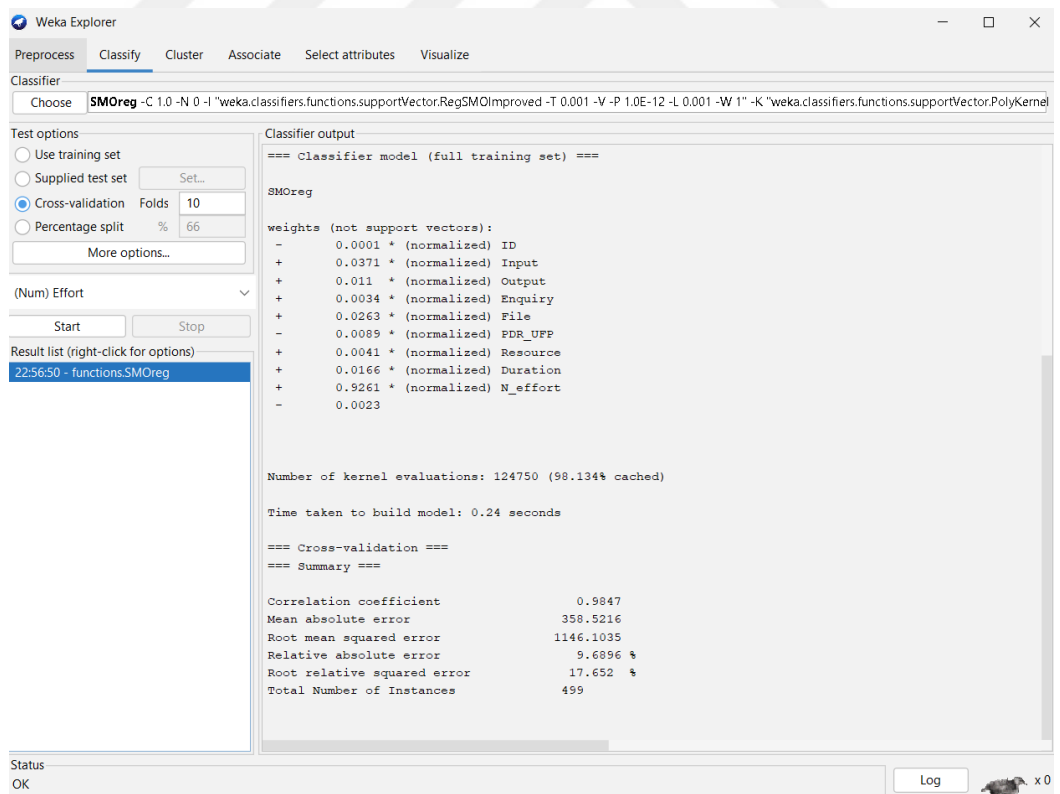 Weka Explorer
Preprocess Classify Cluster Associate Select attributes Visualize
Classifier
Choose SMOreg -C 1.0 -N 0 -I "weka.classifiers.functions.supportVector.RegSMOImproved -T 0.001 -V -P 1.0E-12 -L 0.001 -W 1" -K "weka.classifiers.functions.supportVector.PolyKernel
Test options
Use training set
Supplied test set Set...
Cross-validation Folds 10
Percentage split % 66
More options...
(Num) Effort
Start Stop
Result list (right-click for options)
22:56:50 - functions.SMOreg
Classifier output
=== Classifier model (full training set) ===
SMOreg
weights (not support vectors):
- 0.0001 * (normalized) ID
+ 0.0371 * (normalized) Input
+ 0.011 * (normalized) Output
+ 0.0034 * (normalized) Enquiry
+ 0.0263 * (normalized) File
- 0.0089 * (normalized) PDR_UFP
+ 0.0041 * (normalized) Resource
+ 0.0166 * (normalized) Duration
+ 0.9261 * (normalized) N_effort
- 0.0023
Number of kernel evaluations: 124750 (98.134% cached)
Time taken to build model: 0.24 seconds
=== Cross-validation ===
=== Summary ===
Correlation coefficient 0.9847
Mean absolute error 358.5216
Root mean squared error 1146.1035
Relative absolute error 9.6896 %
Root relative squared error 17.652 %
Total Number of Instances 499
Status
OK
Log x 0